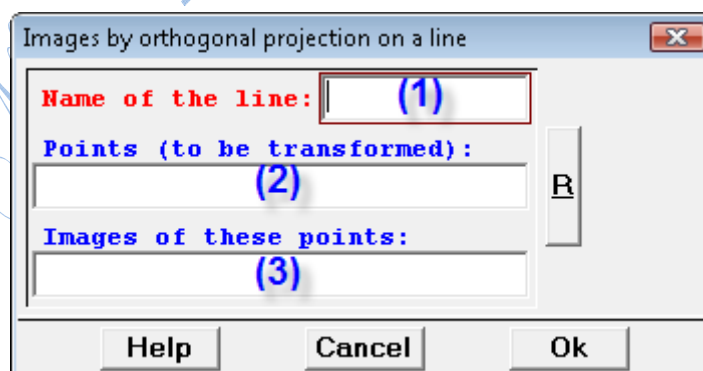 Images by orthogonal projection on a line
Name of the line: (1)
Points (to be transformed):
(2)
R
Images of these points:
(3)
Help Cancel Ok